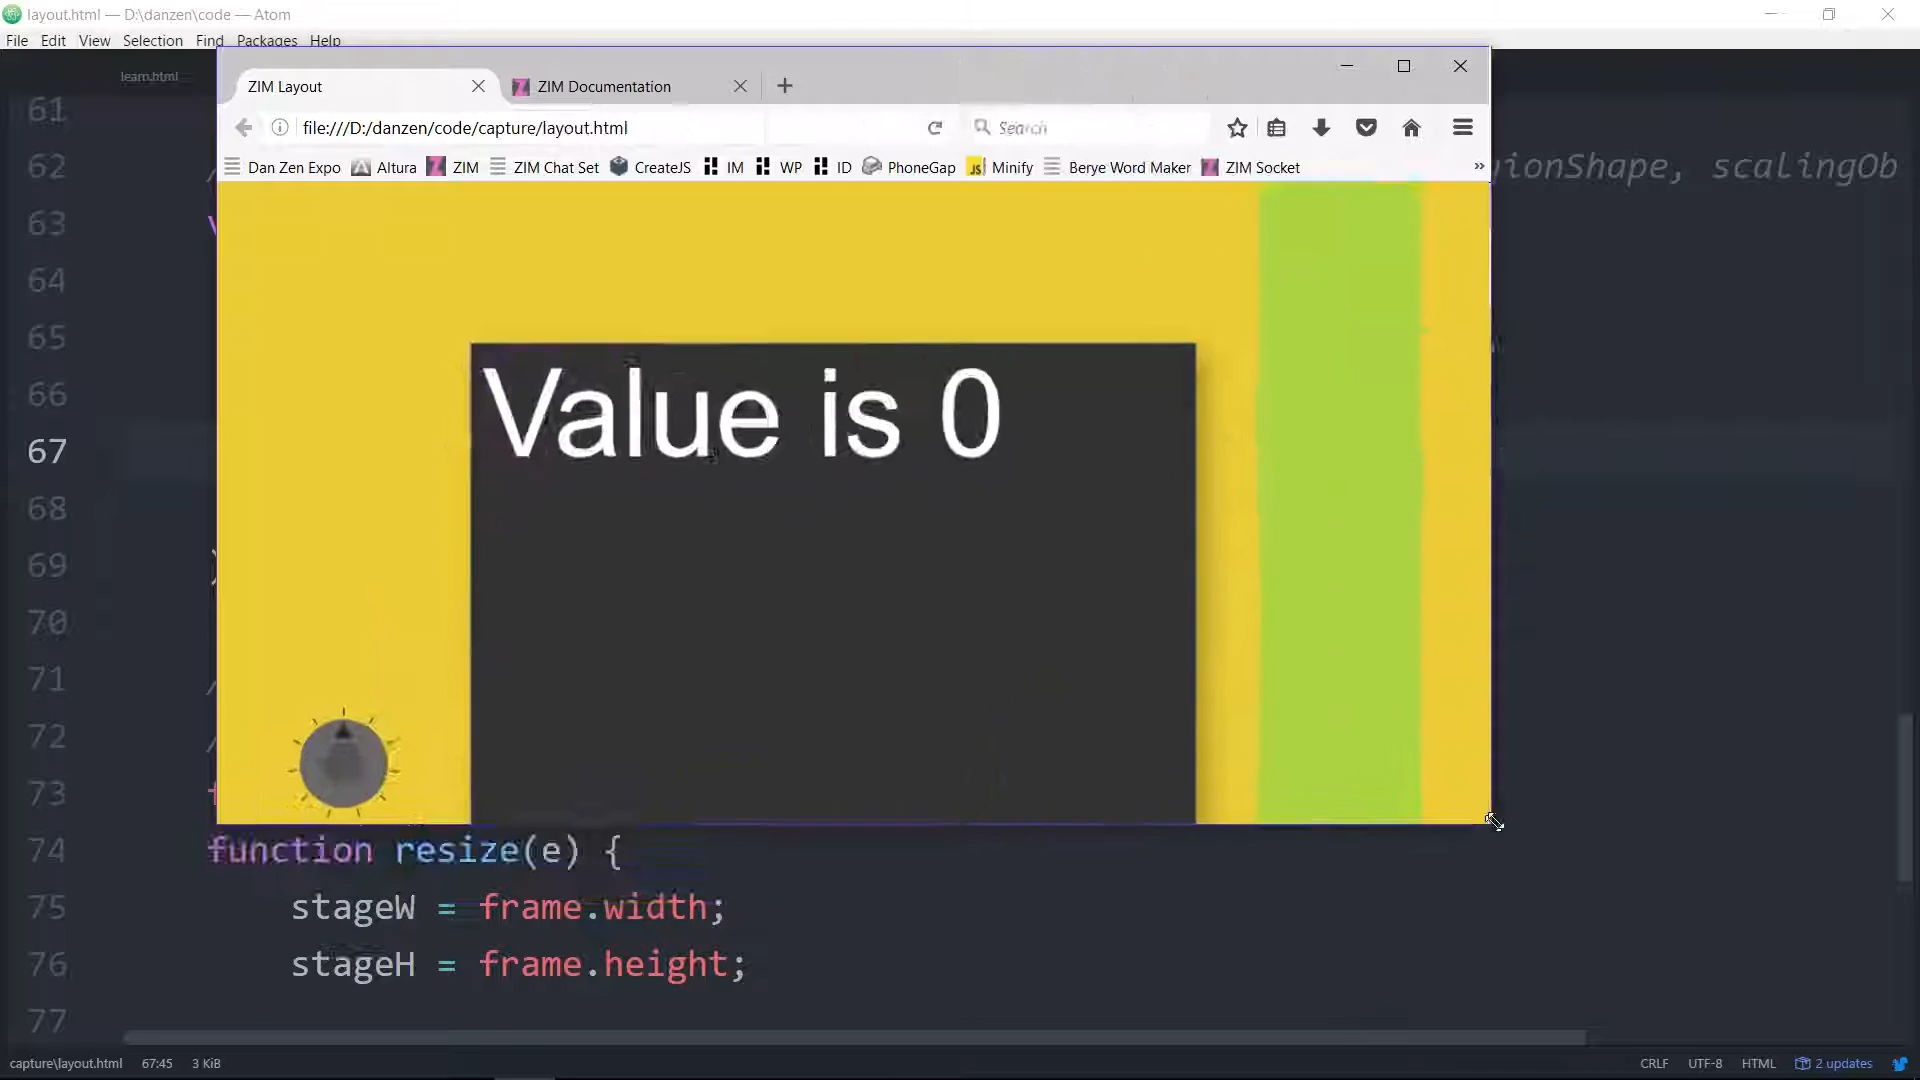 layout.html — D:\danzen\code — Atom
File Edit View Selection Find Packages Help
learn.html
ZIM Layout
ZIM Documentation
file:///D:/danzen/code/capture/layout.html
Search
Dan Zen Expo Altura ZIM ZIM Chat Set CreateJS IM WP ID PhoneGap Minify Berye Word Maker ZIM Socket »
61
62 / ionShape, scalingOb
63
64
65
66
67
68
69 }
70
71 /
72 /
73 f
Value is 0
74 function resize(e) {
75 stageW = frame.width;
76 stageH = frame.height;
77
capture\layout.html 67:45 3 KiB CRLF UTF-8 HTML 2 updates